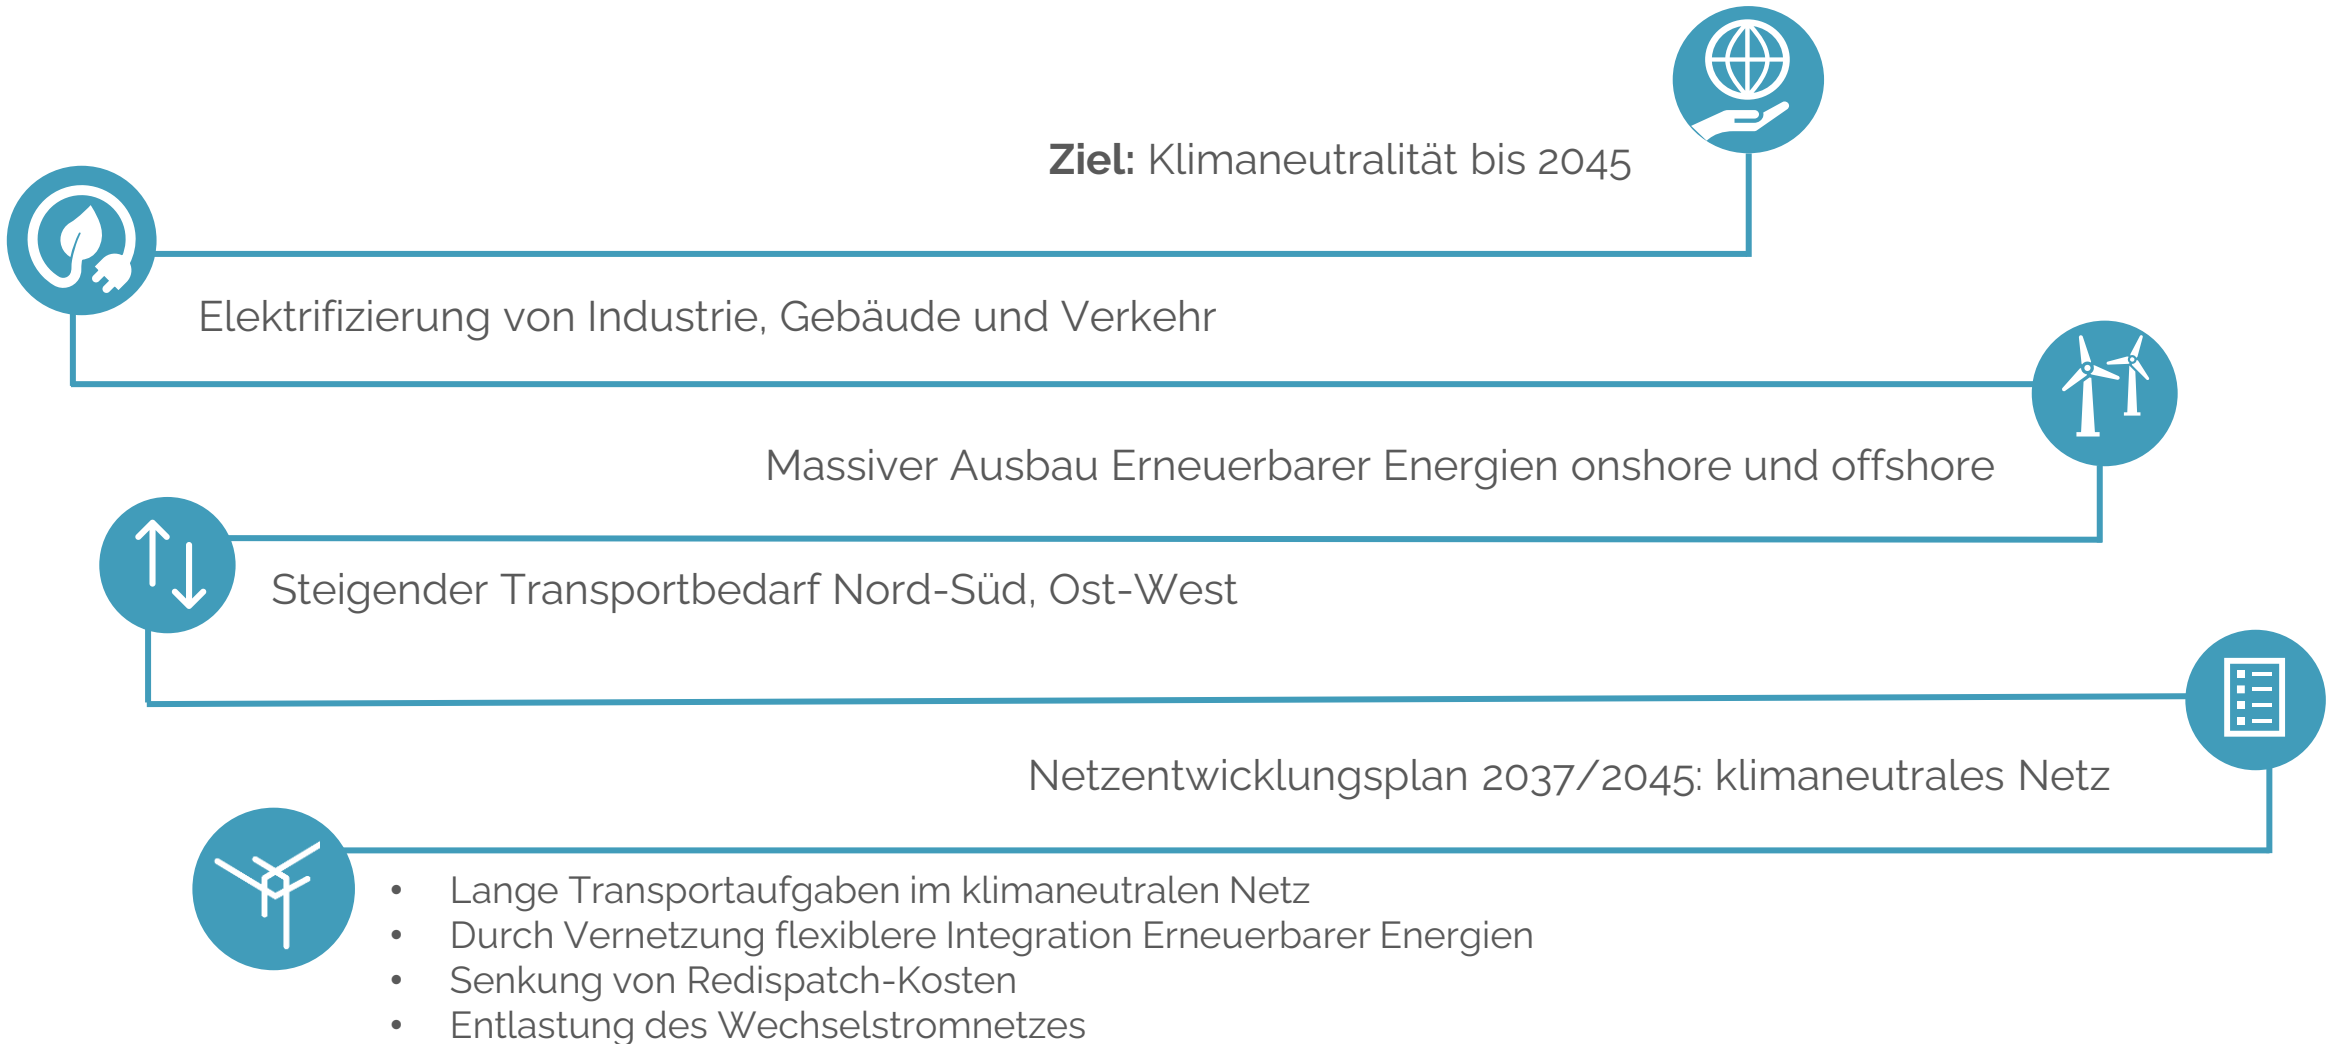 Ziel: Klimaneutralität bis 2045
Elektrifizierung von Industrie, Gebäude und Verkehr
Massiver Ausbau Erneuerbarer Energien onshore und offshore
Steigender Transportbedarf Nord-Süd, Ost-West
Netzentwicklungsplan 2037/2045: klimaneutrales Netz
• Lange Transportaufgaben im klimaneutralen Netz
• Durch Vernetzung flexiblere Integration Erneuerbarer Energien
• Senkung von Redispatch-Kosten
• Entlastung des Wechselstromnetzes